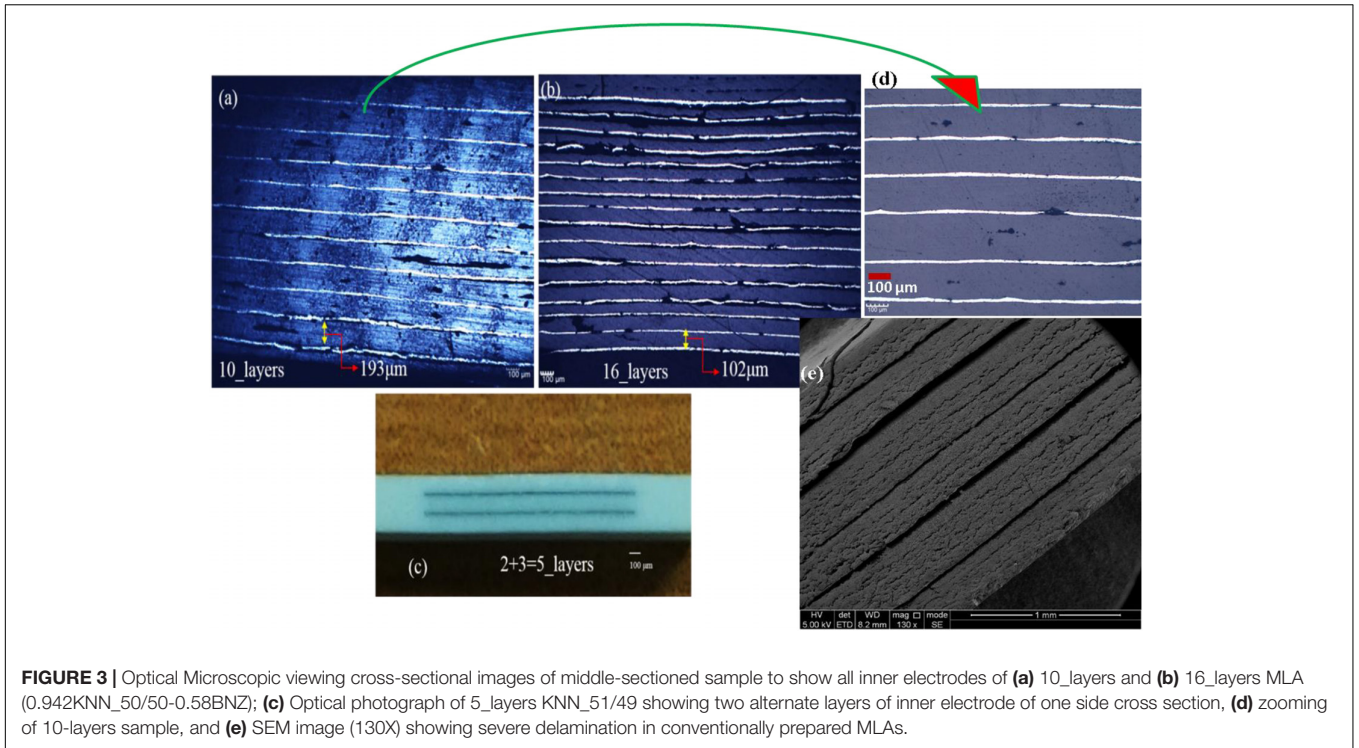 (a)
10_layers
193µm
100 µm
(b)
100 µm
16_layers
102µm
(d)
100 µm
100 µm
(c)
2+3=5_layers
100 µm
(e)
HV det WD mag □ mode
5.00 kV ETD 8.2 mm 130 x SE
1 mm
FIGURE 3 | Optical Microscopic viewing cross-sectional images of middle-sectioned sample to show all inner electrodes of (a) 10_layers and (b) 16_layers MLA
(0.942KNN_50/50-0.58BNZ); (c) Optical photograph of 5_layers KNN_51/49 showing two alternate layers of inner electrode of one side cross section, (d) zooming
of 10-layers sample, and (e) SEM image (130X) showing severe delamination in conventionally prepared MLAs.